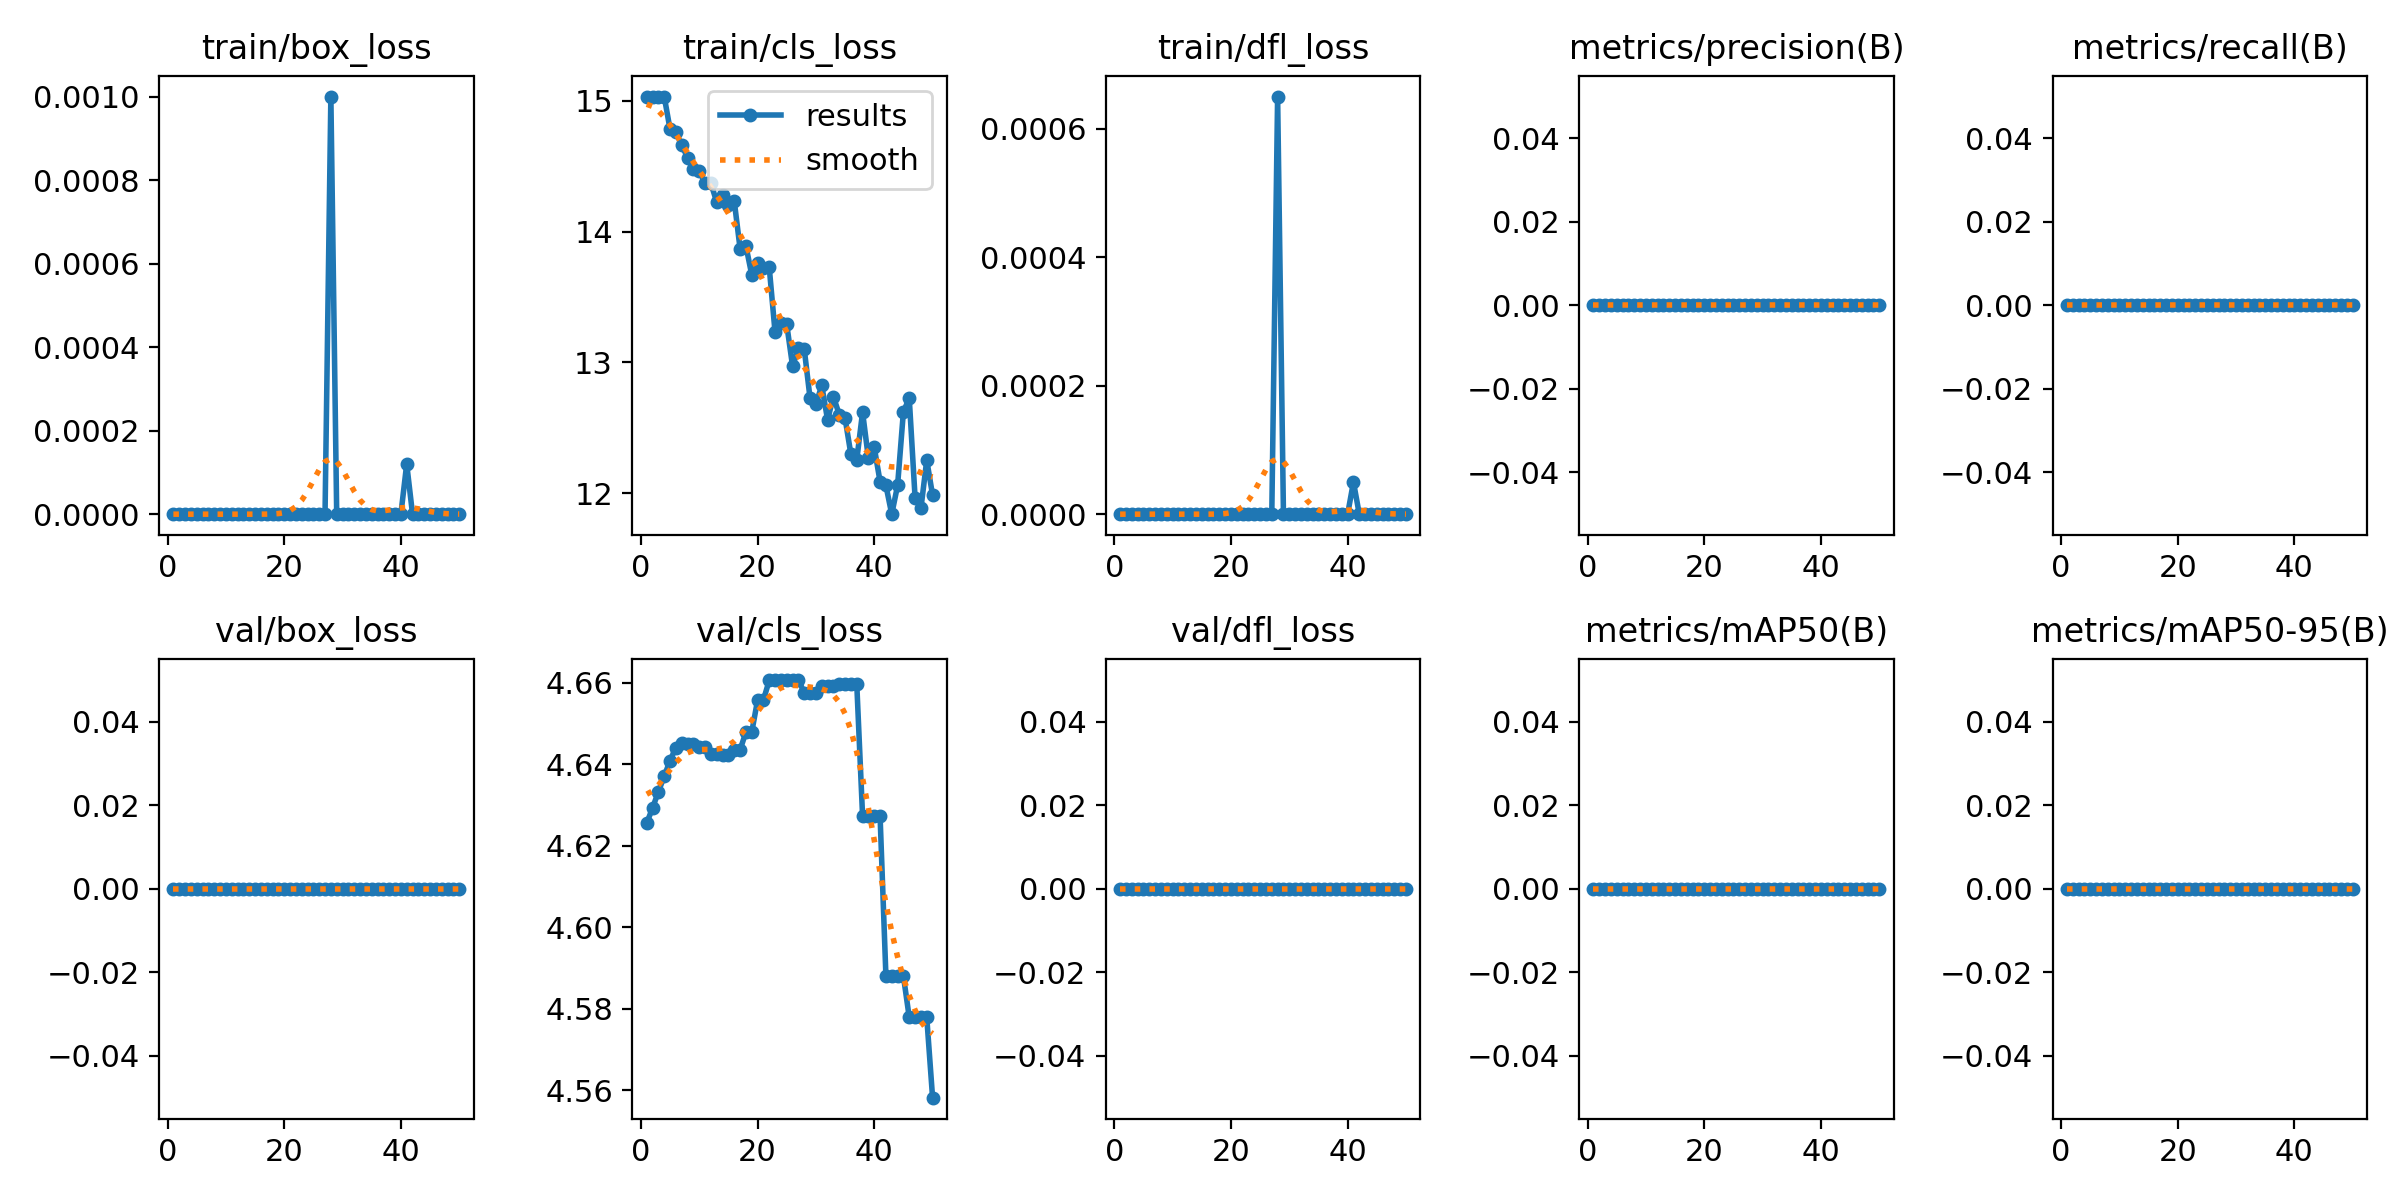 train/box_loss
0.0010
0.0008
0.0006
0.0004
0.0002
0.0000
0 20 40
train/cls_loss
results
smooth
15
14
13
12
0 20 40
train/dfl_loss
0.0006
0.0004
0.0002
0.0000
0 20 40
metrics/precision(B)
0.04
0.02
0.00
−0.02
−0.04
0 20 40
metrics/recall(B)
0.04
0.02
0.00
−0.02
−0.04
0 20 40
val/box_loss
0.04
0.02
0.00
−0.02
−0.04
0 20 40
val/cls_loss
4.66
4.64
4.62
4.60
4.58
4.56
0 20 40
val/dfl_loss
0.04
0.02
0.00
−0.02
−0.04
0 20 40
metrics/mAP50(B)
0.04
0.02
0.00
−0.02
−0.04
0 20 40
metrics/mAP50-95(B)
0.04
0.02
0.00
−0.02
−0.04
0 20 40